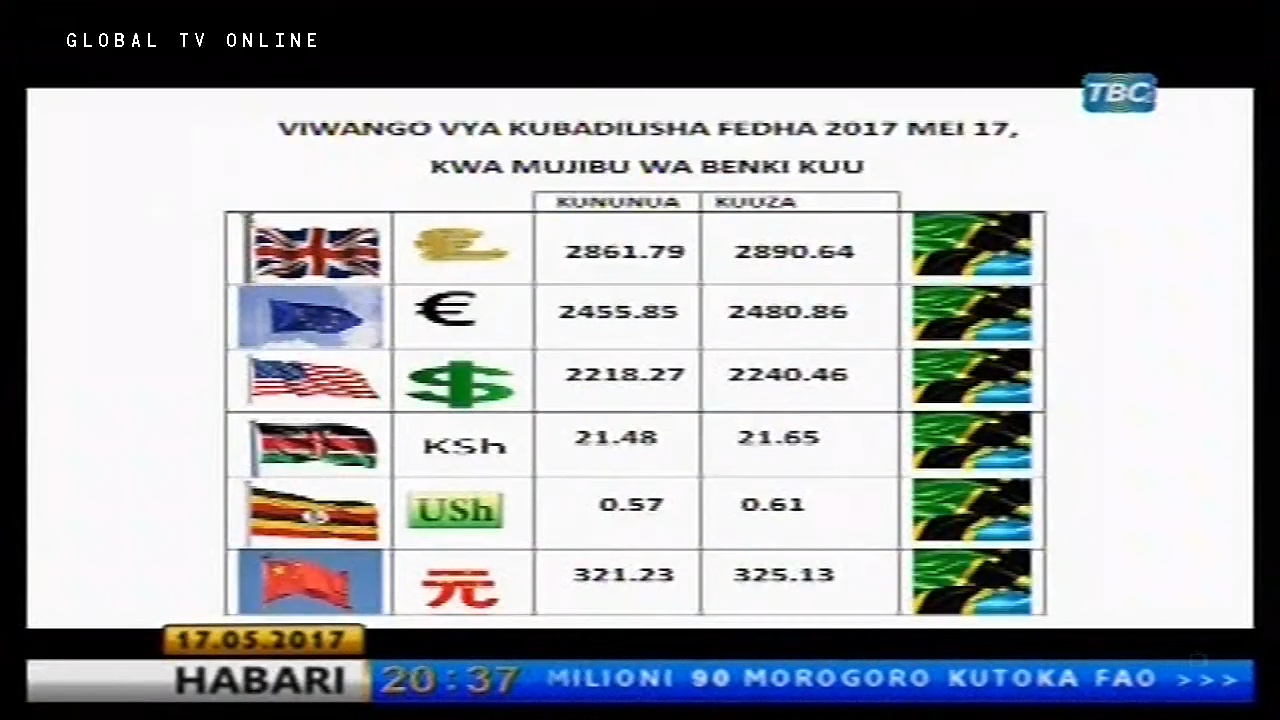 GLOBAL TV ONLINE
TBC
VIWANGO VYA KUBADILISHA FEDHA 2017 MEI 17,
KWA MUJIBU WA BENKI KUU
KUNUNUA KUUZA
£ 2861.79 2890.64
€ 2455.85 2480.86
$ 2218.27 2240.46
KSh 21.48 21.65
USh 0.57 0.61
元 321.23 325.13
17.05.2017
HABARI 20:37 MILIONI 90 MOROGORO KUTOKA FAO >>>